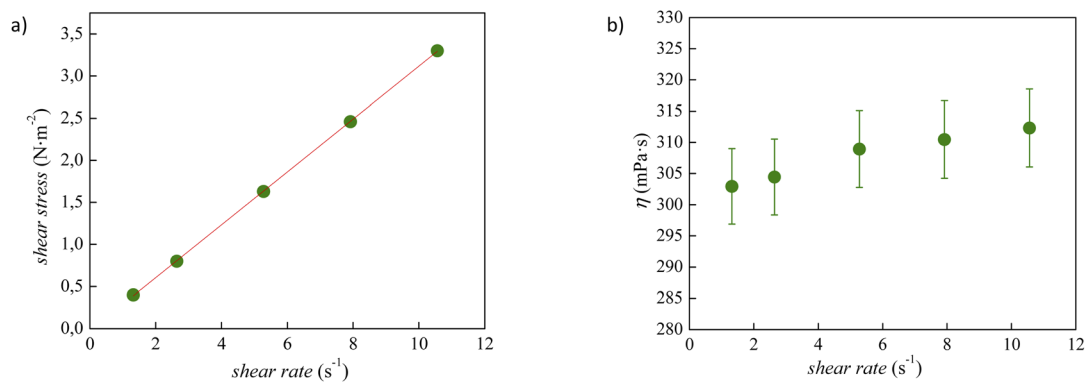 a)
3,5
3,0
2,5
2,0
1,5
1,0
0,5
0,0
0 2 4 6 8 10 12
shear stress (N·m-2)
shear rate (s-1)
b)
330
325
320
315
310
305
300
295
290
285
280
0 2 4 6 8 10 12
η (mPa·s)
shear rate (s-1)